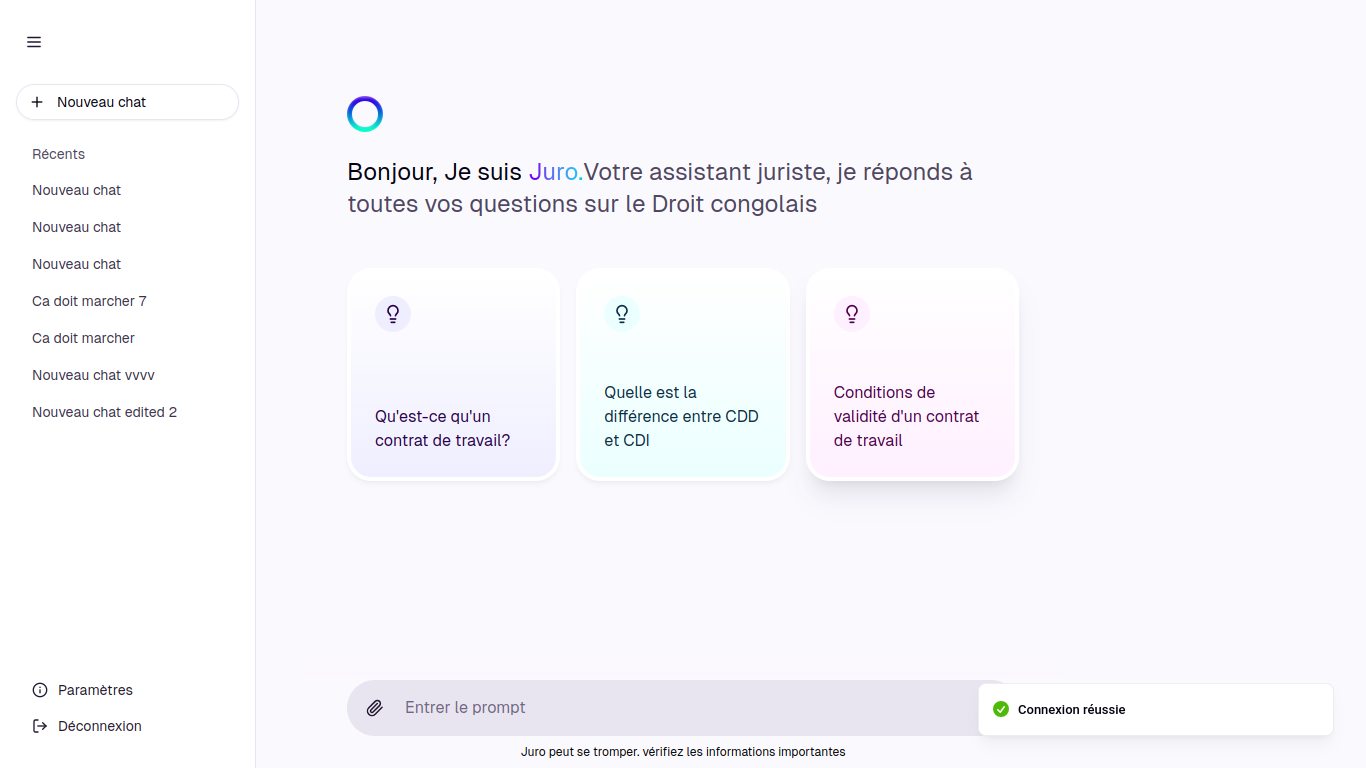 Nouveau chat
Récents
Nouveau chat
Nouveau chat
Nouveau chat
Ca doit marcher 7
Ca doit marcher
Nouveau chat vvvv
Nouveau chat edited 2
Paramètres
Déconnexion
Bonjour, Je suis Juro.Votre assistant juriste, je réponds à
toutes vos questions sur le Droit congolais
Qu'est-ce qu'un
contrat de travail?
Quelle est la
différence entre CDD
et CDI
Conditions de
validité d'un contrat
de travail
Entrer le prompt
Connexion réussie
Juro peut se tromper. vérifiez les informations importantes